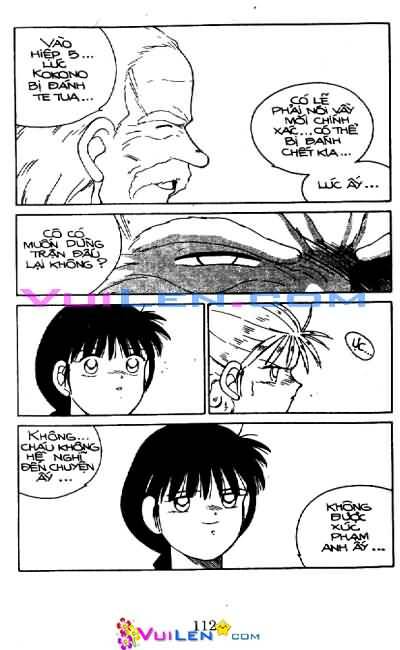 VÀO
HIỆP 5...
LÚC
KOKONO
BỊ ĐÁNH
TE TUA...
CÓ LẼ
PHẢI NÓI VẬY
MỚI CHÍNH
XÁC... CÓ THỂ
BỊ ĐÁNH
CHẾT KIA...
LÚC ẤY...
CÔ CÓ
MUỐN DỪNG
TRẬN ĐẤU
LẠI KHÔNG?
VUILEN.COM
ỰC...
KHÔNG...
CHÁU KHÔNG
HỀ NGHĨ
ĐẾN CHUYỆN
ẤY...
KHÔNG
ĐƯỢC
XÚC
PHẠM
ANH ẤY...
112
VUILEN.COM